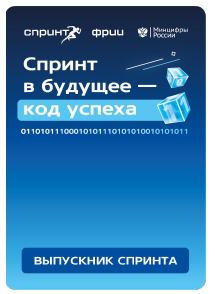 спринт фрии Минцифры
России
Спринт
в будущее —
код успеха
01101011100010101110101010010101011
ВЫПУСКНИК СПРИНТА